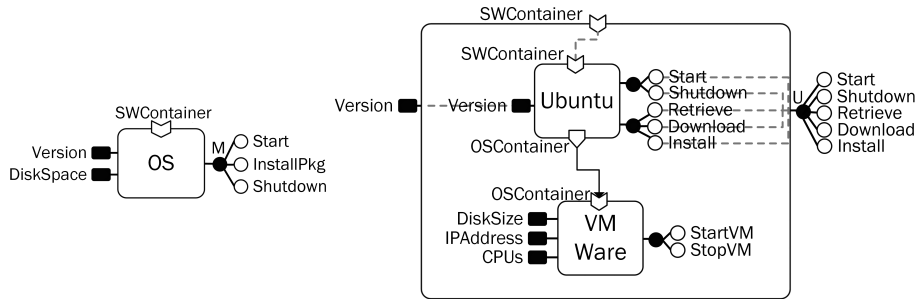 SWContainer
Version
DiskSpace
OS
M
Start
InstallPkg
Shutdown
SWContainer
SWContainer
Version
Version
Ubuntu
Start
Shutdown
Retrieve
Download
Install
OSContainer
OSContainer
DiskSize
IPAddress
CPUs
VM
Ware
StartVM
StopVM
U
Start
Shutdown
Retrieve
Download
Install